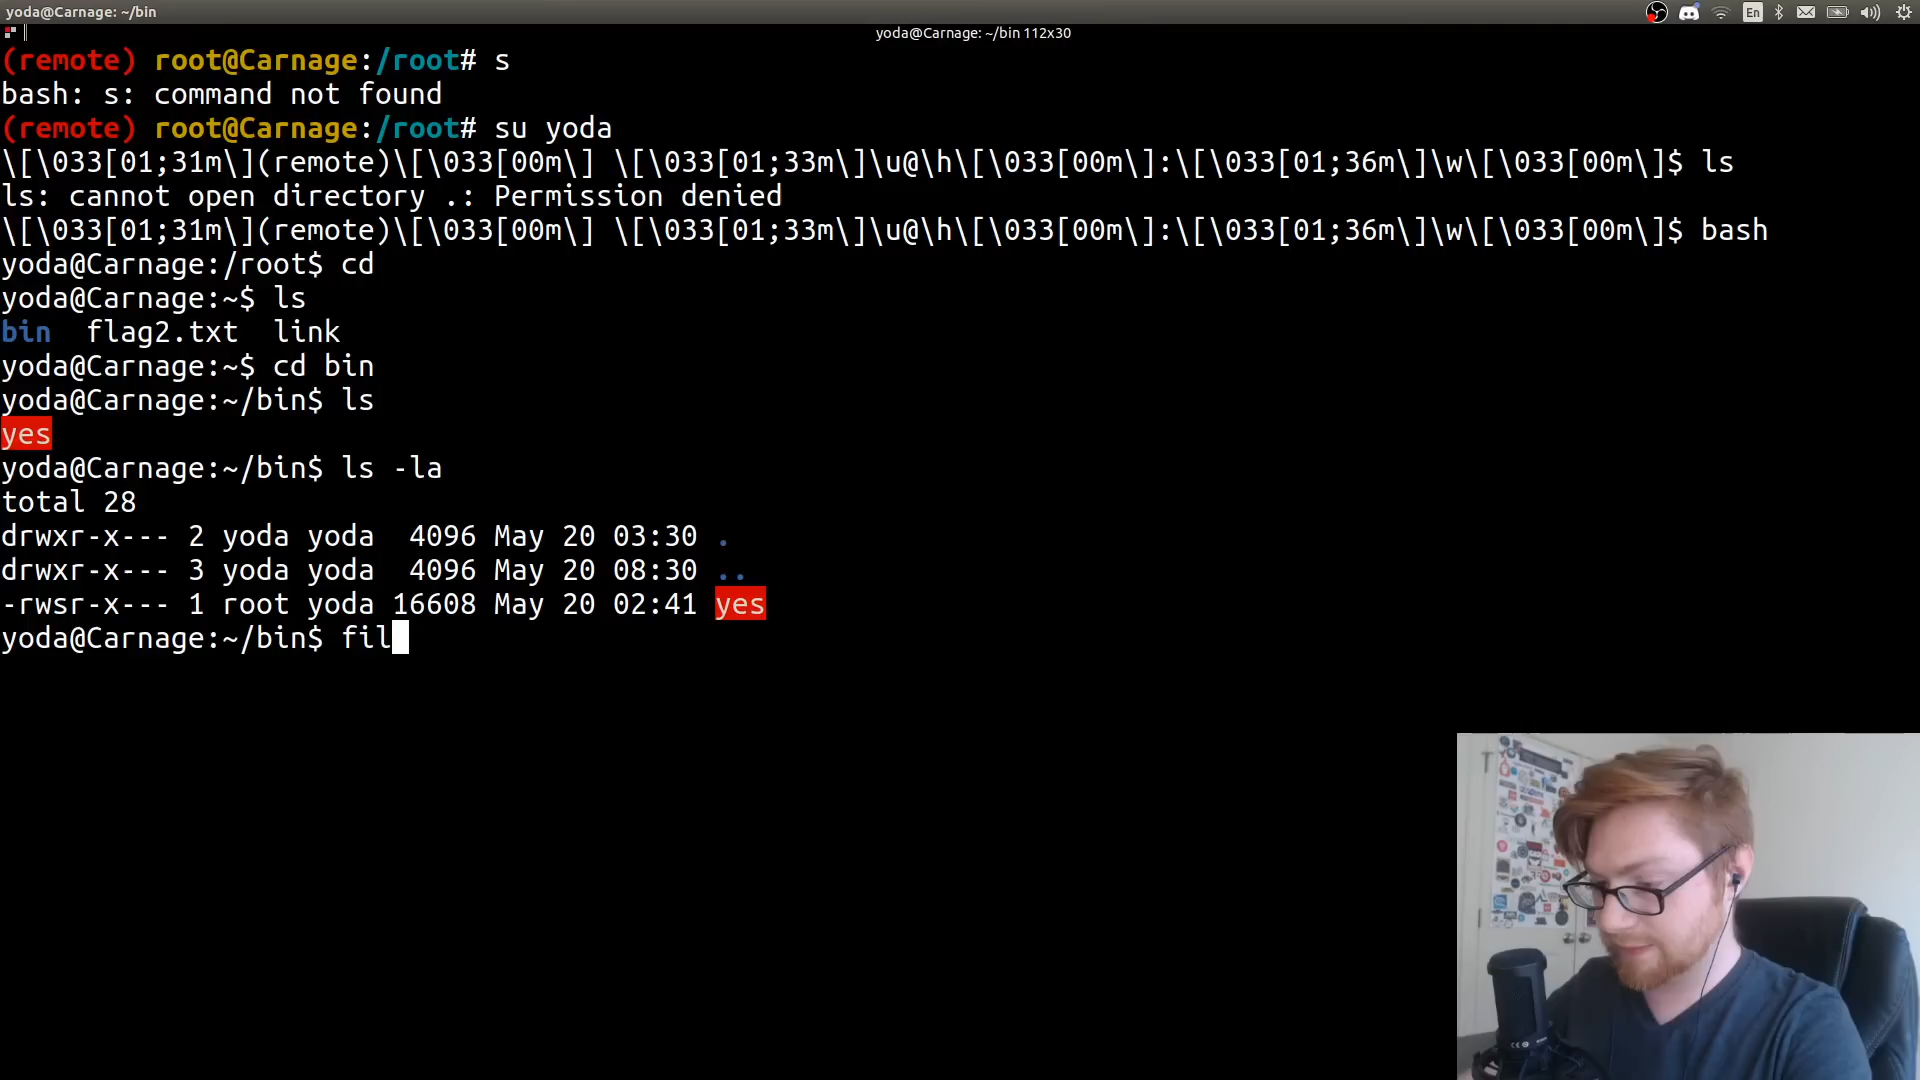 yoda@Carnage: ~/bin
En
yoda@Carnage: ~/bin 112x30
(remote) root@Carnage:/root# s
bash: s: command not found
(remote) root@Carnage:/root# su yoda
\[\033[01;31m\](remote)\[\033[00m\] \[\033[01;33m\]\u@\h\[\033[00m\]:\[\033[01;36m\]\w\[\033[00m\]$ ls
ls: cannot open directory .: Permission denied
\[\033[01;31m\](remote)\[\033[00m\] \[\033[01;33m\]\u@\h\[\033[00m\]:\[\033[01;36m\]\w\[\033[00m\]$ bash
yoda@Carnage:/root$ cd
yoda@Carnage:~$ ls
bin  flag2.txt  link
yoda@Carnage:~$ cd bin
yoda@Carnage:~/bin$ ls
yes
yoda@Carnage:~/bin$ ls -la
total 28
drwxr-x--- 2 yoda yoda  4096 May 20 03:30 .
drwxr-x--- 3 yoda yoda  4096 May 20 08:30 ..
-rwsr-x--- 1 root yoda 16608 May 20 02:41 yes
yoda@Carnage:~/bin$ fil